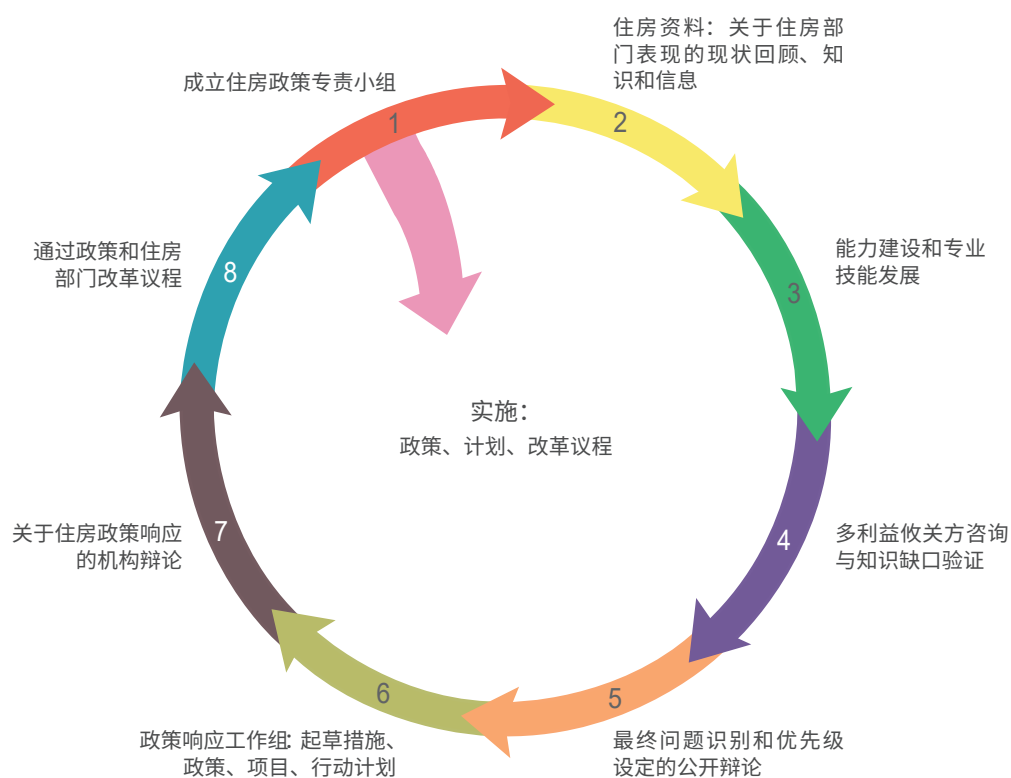 成立住房政策专责小组
1
住房资料：关于住房部
门表现的现状回顾、知
识和信息
2
能力建设和专业
技能发展
3
多利益攸关方咨询
与知识缺口验证
4
最终问题识别和优先级
设定的公开辩论
5
政策响应工作组：起草措施、
政策、项目、行动计划
6
关于住房政策响应
的机构辩论
7
通过政策和住房
部门改革议程
8
实施：
政策、计划、改革议程